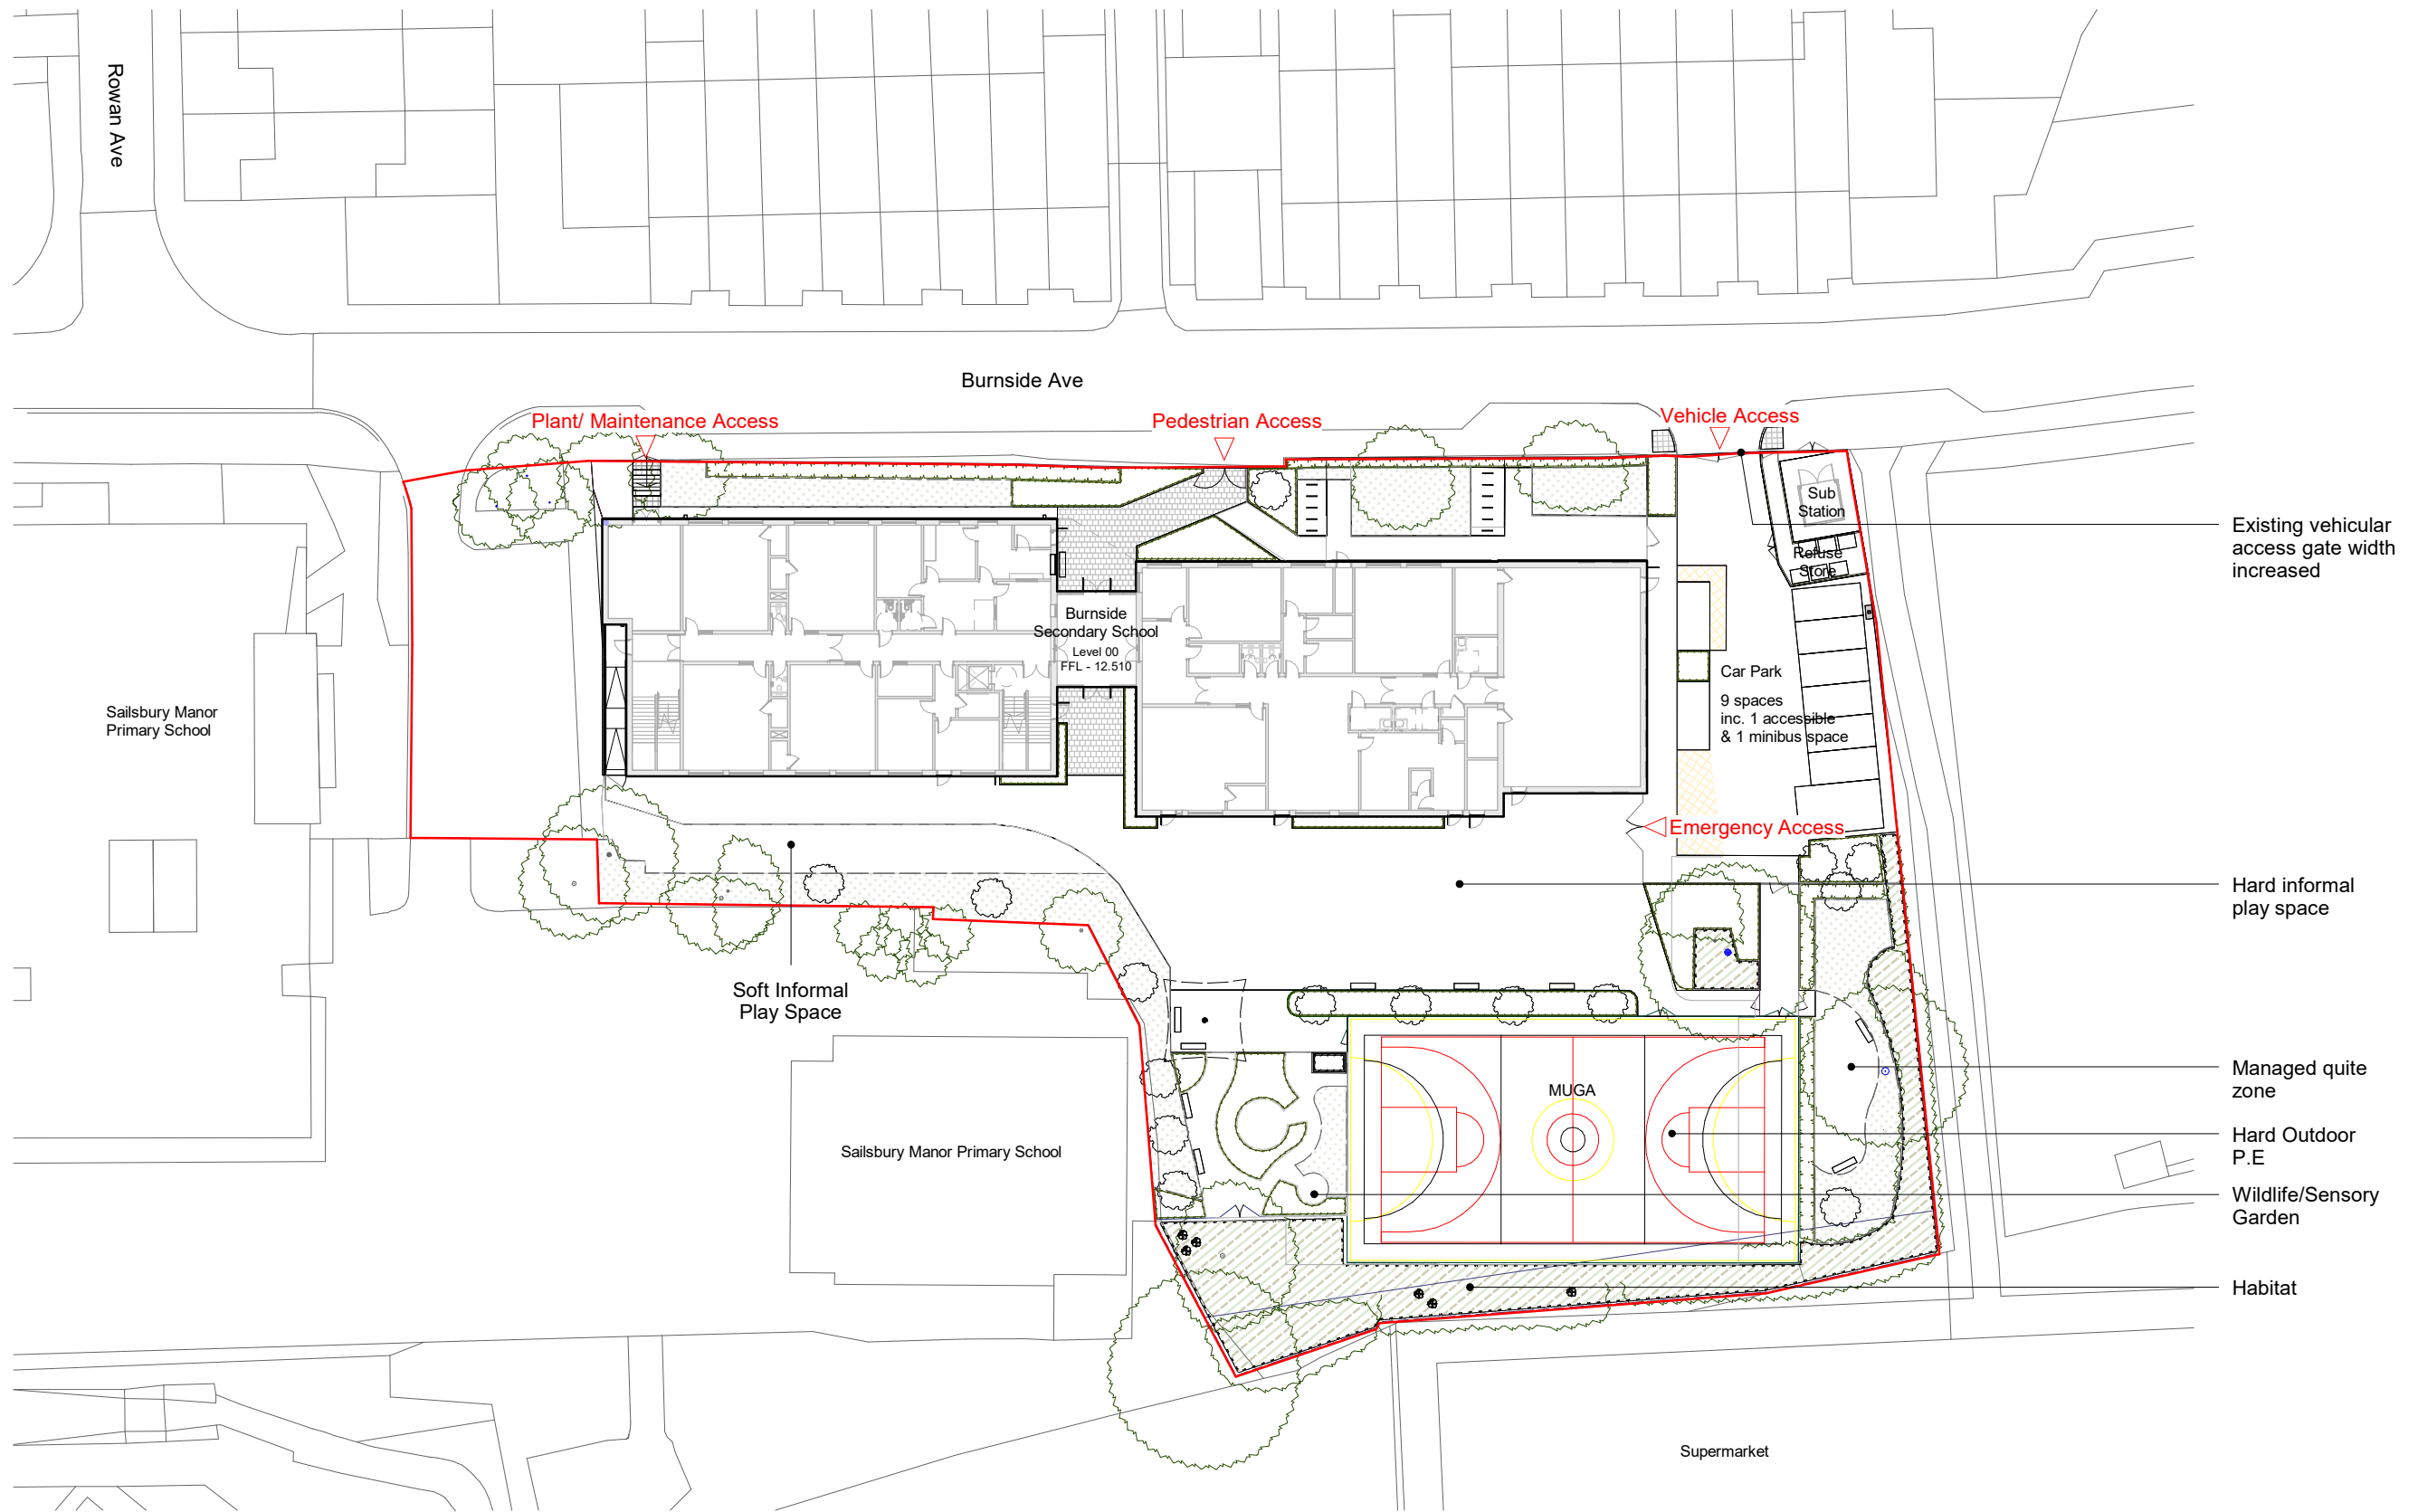 Rowan Ave
Burnside Ave
Plant/ Maintenance Access
Pedestrian Access
Vehicle Access
Sub
Station
Refuse
Store
Existing vehicular
access gate width
increased
Burnside
Secondary School
Level 00
FFL - 12.510
Car Park
9 spaces
inc. 1 accessible
& 1 minibus space
Sailsbury Manor
Primary School
Emergency Access
Hard informal
play space
Soft Informal
Play Space
MUGA
Managed quite
zone
Hard Outdoor
P.E
Sailsbury Manor Primary School
Wildlife/Sensory
Garden
Habitat
Supermarket